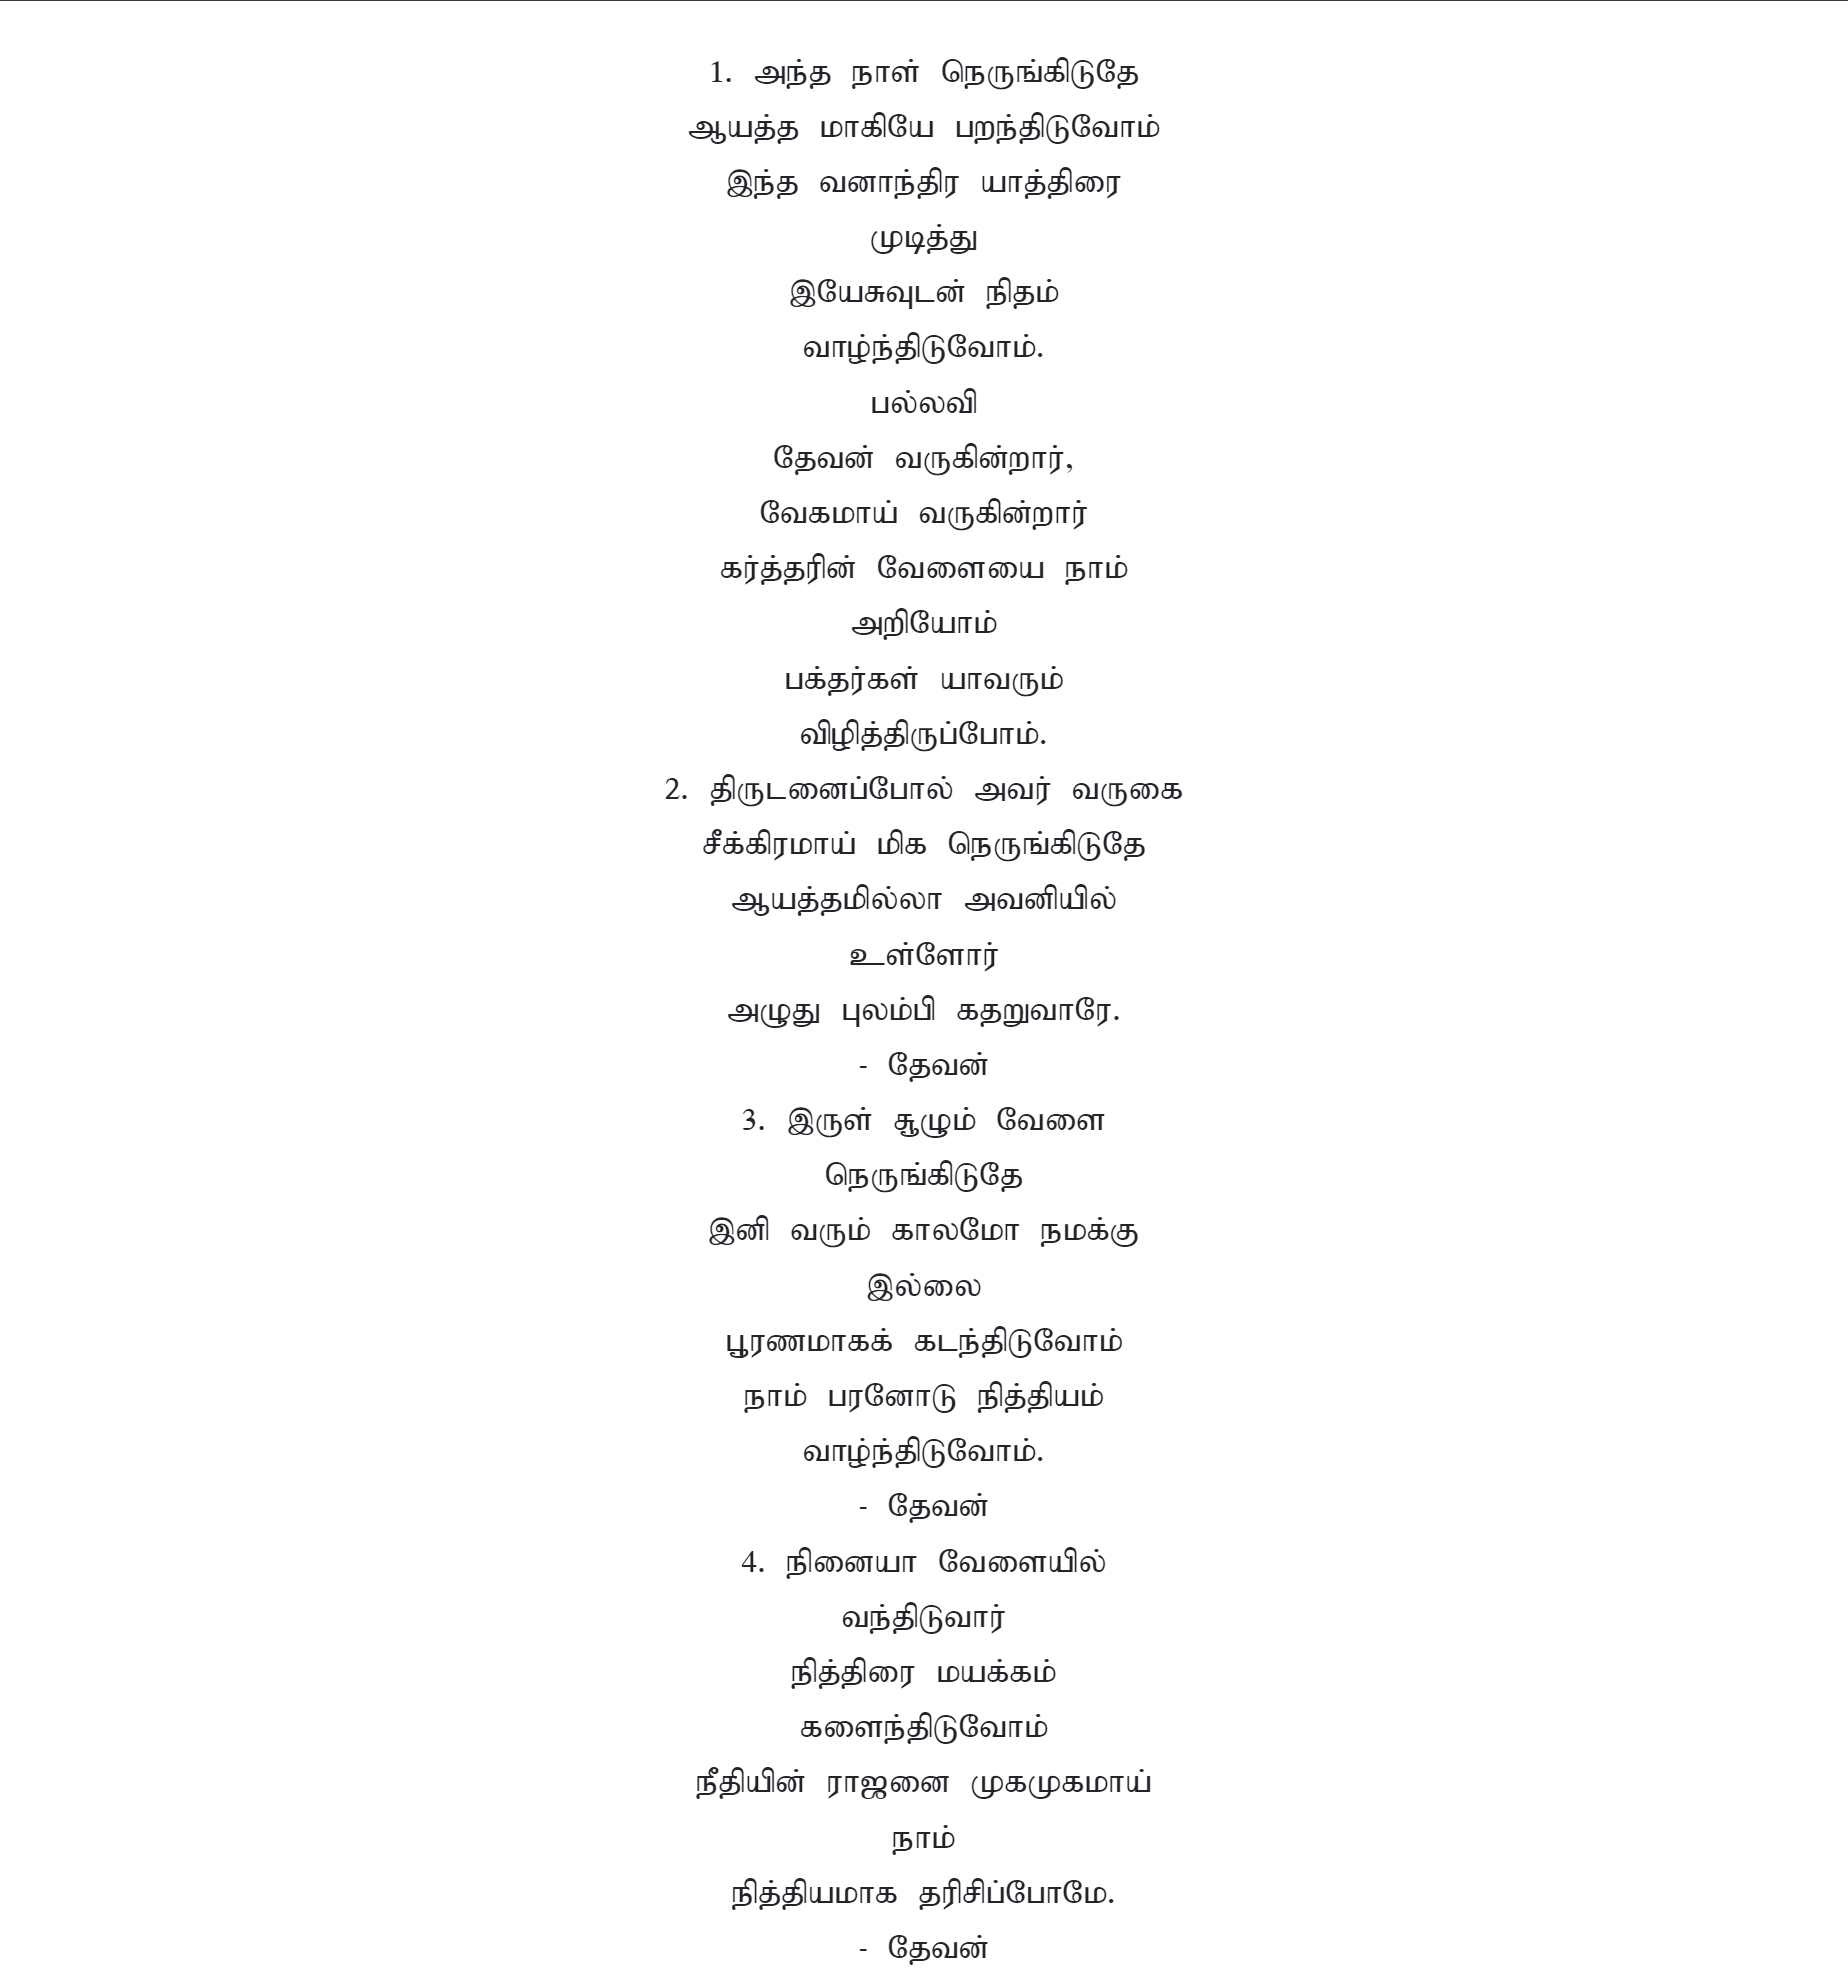 1. அந்த நாள் நெருங்கிடுதே
ஆயத்த மாகியே பறந்திடுவோம்
இந்த வனாந்திர யாத்திரை
முடித்து
இயேசுவுடன் நிதம்
வாழ்ந்திடுவோம்.
பல்லவி
தேவன் வருகின்றார்,
வேகமாய் வருகின்றார்
கர்த்தரின் வேளையை நாம்
அறியோம்
பக்தர்கள் யாவரும்
விழித்திருப்போம்.
2. திருடனைப்போல் அவர் வருகை
சீக்கிரமாய் மிக நெருங்கிடுதே
ஆயத்தமில்லா அவனியில்
உள்ளோர்
அழுது புலம்பி கதறுவாரே.
- தேவன்
3. இருள் சூழும் வேளை
நெருங்கிடுதே
இனி வரும் காலமோ நமக்கு
இல்லை
பூரணமாகக் கடந்திடுவோம்
நாம் பரனோடு நித்தியம்
வாழ்ந்திடுவோம்.
- தேவன்
4. நினையா வேளையில்
வந்திடுவார்
நித்திரை மயக்கம்
களைந்திடுவோம்
நீதியின் ராஜனை முகமுகமாய்
நாம்
நித்தியமாக தரிசிப்போமே.
- தேவன்